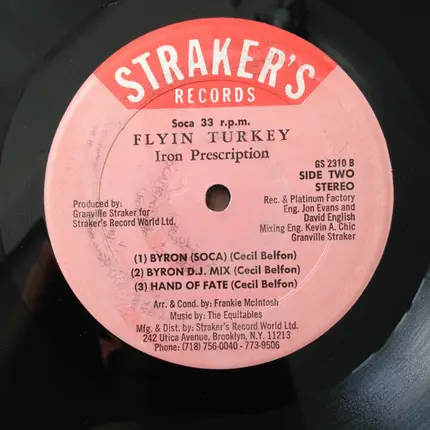 STRAKER'S
RECORDS
Soca 33 r.p.m.
FLYIN TURKEY
Iron Prescription
GS 2310 B
SIDE TWO
STEREO
Produced by:
Granville Straker for
Straker's Record World Ltd.
Rec. & Platinum Factory
Eng. Jon Evans and
David English
Mixing Eng. Kevin A. Chic
Granville Straker
(1) BYRON (SOCA) (Cecil Belfon)
(2) BYRON D.J. MIX (Cecil Belfon)
(3) HAND OF FATE (Cecil Belfon)
Arr. & Cond. by: Frankie McIntosh
Music by: The Equitables
Mfg. & Dist. by: Straker's Record World Ltd.
242 Utica Avenue, Brooklyn, N.Y. 11213
Phone: (718) 756-0040 - 773-9506